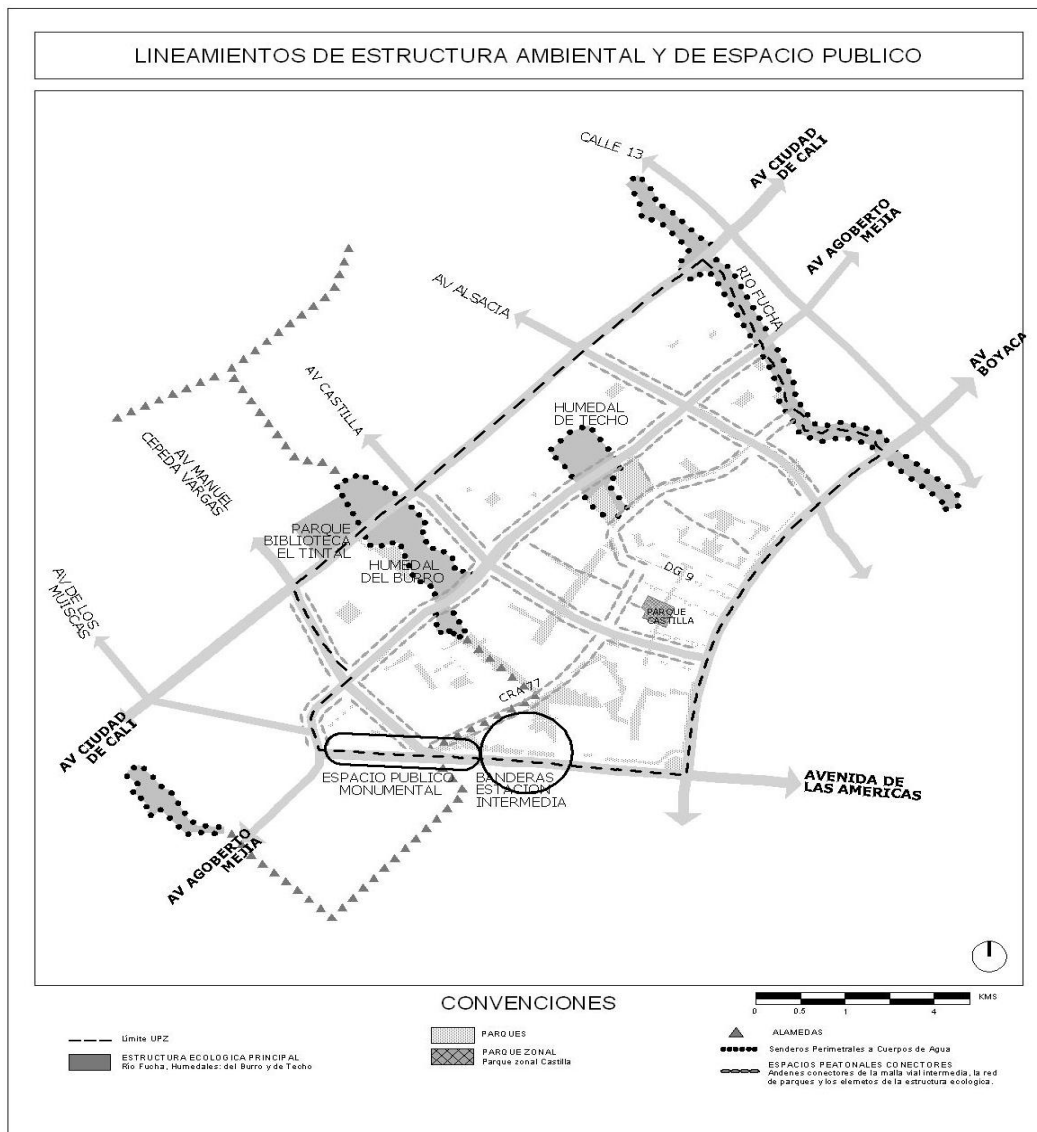 LINEAMIENTOS DE ESTRUCTURA AMBIENTAL Y DE ESPACIO PUBLICO
CALLE 13
AV CIUDAD
DE CALI
AV AGOBERTO
MEJIA
RIO FUCHA
AV ALSACIA
AV
BOYACA
AV CASTILLA
HUMEDAL
DE TECHO
AV MANUEL
CEPEDA VARGAS
PARQUE
BIBLIOTECA
EL TINTAL
HUMEDAL
DEL BURRO
DG 9
AV DE LOS
MUISCAS
PARQUE
CASTILLA
CRA 77
AV CIUDAD
DE CALI
ESPACIO PUBLICO
MONUMENTAL
BANDERAS
ESTACION
INTERMEDIA
AVENIDA DE
LAS AMERICAS
AV AGOBERTO
MEJIA
CONVENCIONES
KMS
0 0.5 1 4
Límite UPZ
ESTRUCTURA ECOLOGICA PRINCIPAL
Río Fucha, Humedales: del Burro y de Techo
PARQUES
PARQUE ZONAL
Parque zonal Castilla
ALAMEDAS
Senderos Perimetrales a Cuerpos de Agua
ESPACIOS PEATONALES CONECTORES
Andenes conectores de la malla vial intermedia, la red
de parques y los elemetos de la estructura ecologica.